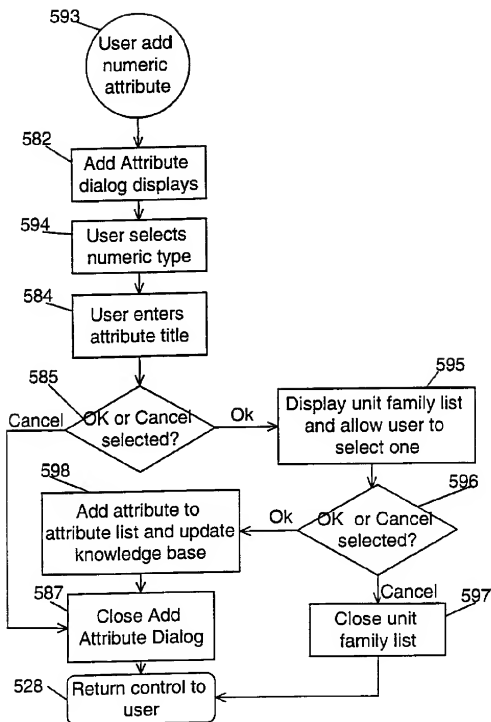 593
User add
numeric
attribute
582
Add Attribute
dialog displays
594
User selects
numeric type
584
User enters
attribute title
585
Cancel
OK or Cancel
selected?
Ok
595
Display unit family list
and allow user to
select one
598
Add attribute to
attribute list and update
knowledge base
Ok
596
OK or Cancel
selected?
587
Close Add
Attribute Dialog
Cancel
597
Close unit
family list
528
Return control to
user